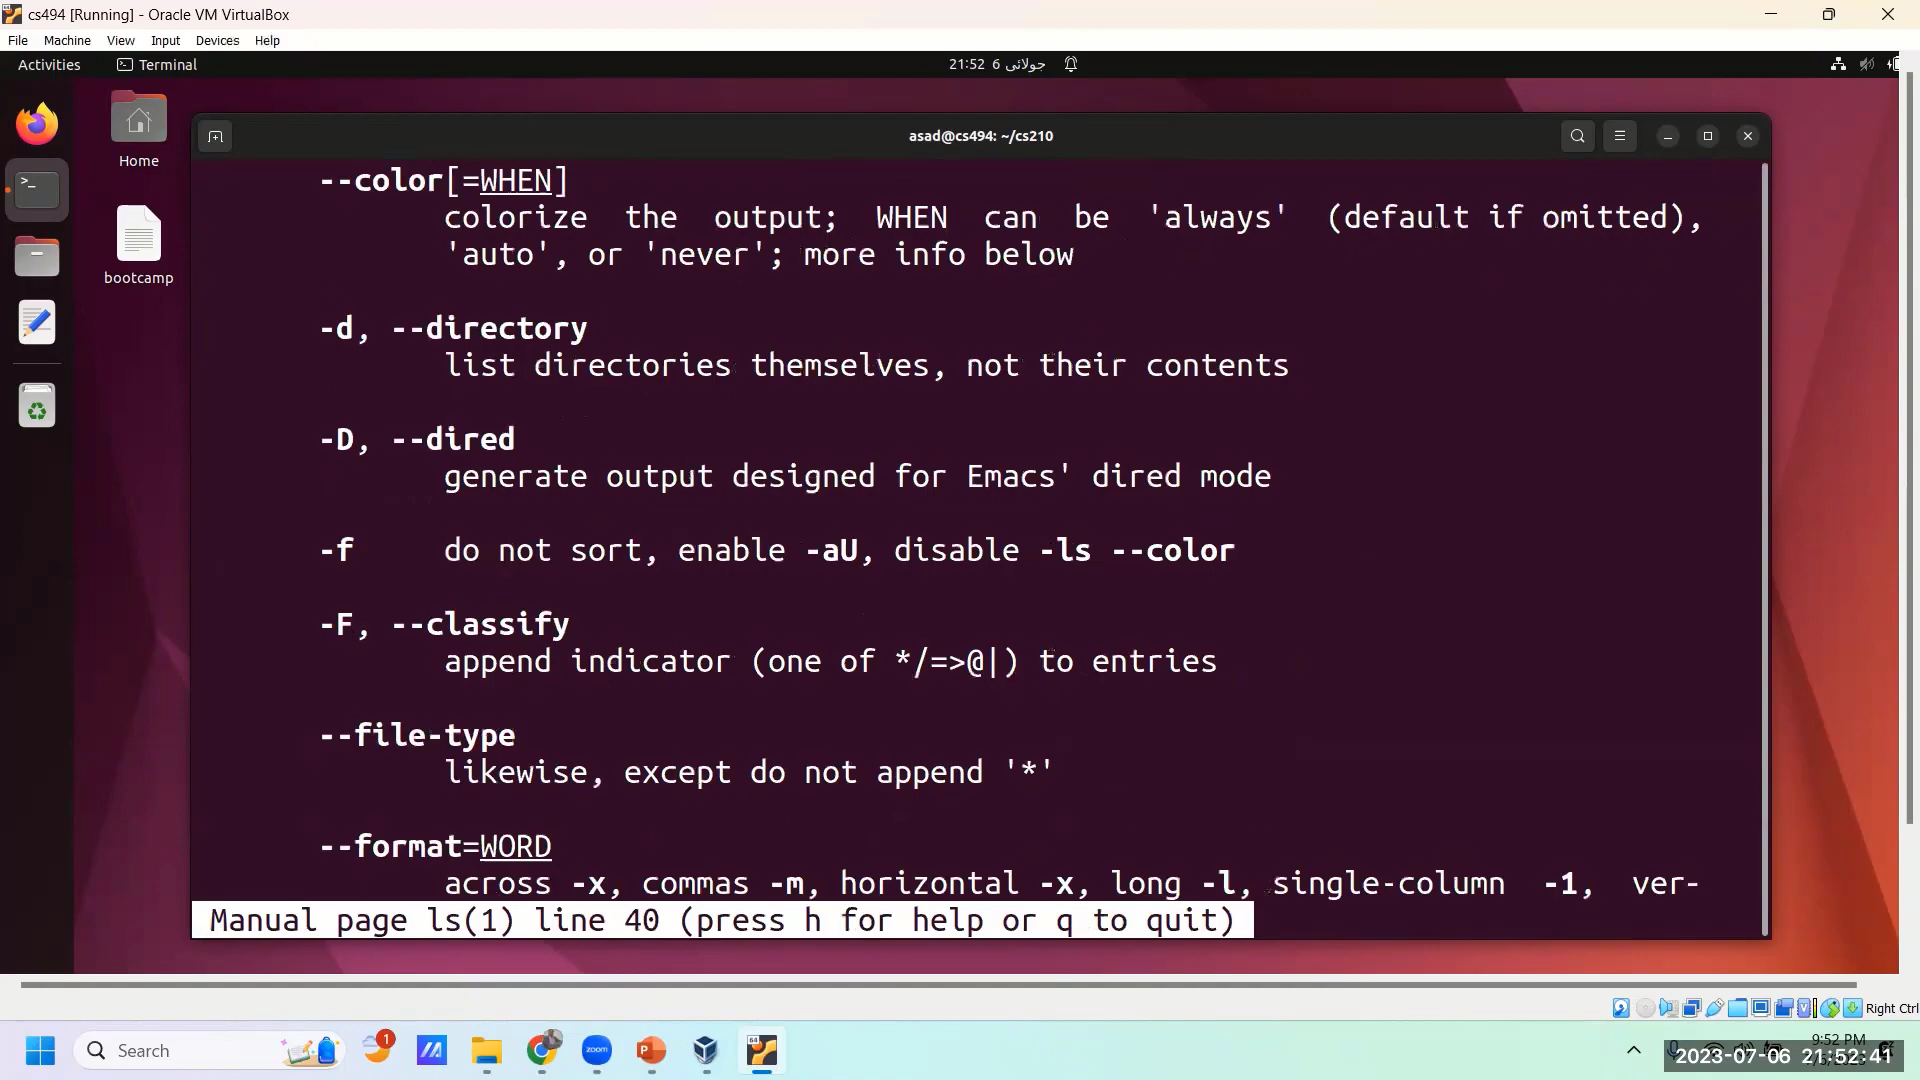 cs494 [Running] - Oracle VM VirtualBox
File Machine View Input Devices Help
Activities Terminal 21:52 6 جولائی
Home
bootcamp
asad@cs494: ~/cs210
--color[=WHEN]
colorize the output; WHEN can be 'always' (default if omitted),
'auto', or 'never'; more info below
-d, --directory
list directories themselves, not their contents
-D, --dired
generate output designed for Emacs' dired mode
-f do not sort, enable -aU, disable -ls --color
-F, --classify
append indicator (one of */=>@|) to entries
--file-type
likewise, except do not append '*'
--format=WORD
across -x, commas -m, horizontal -x, long -l, single-column -1, ver-
Manual page ls(1) line 40 (press h for help or q to quit)
Right Ctrl
Search
1
zoom
64
9:52 PM
2023-07-06 21:52:41